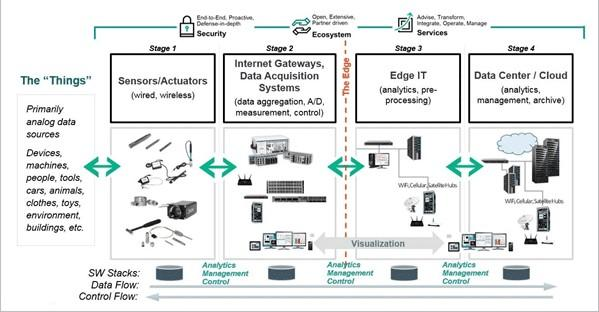 End-to-End, Proactive,
Defense-in-depth
Security
Open, Extensive,
Partner driven
Ecosystem
Advise, Transform,
Integrate, Operate, Manage
Services
Stage 1
Stage 2
Stage 3
Stage 4
The "Things"
Primarily
analog data
sources
Devices,
machines,
people, tools,
cars, animals,
clothes, toys,
environment,
buildings, etc.
Sensors/Actuators
(wired, wireless)
Internet Gateways,
Data Acquisition
Systems
(data aggregation, A/D,
measurement, control)
The Edge
Edge IT
(analytics, pre-
processing)
Data Center / Cloud
(analytics,
management, archive)
WiFi,Cellular,Satellite Hubs
WiFi,Cellular,Satellite Hubs
Visualization
SW Stacks:
Data Flow:
Control Flow:
Analytics
Management
Control
Analytics
Management
Control
Analytics
Management
Control